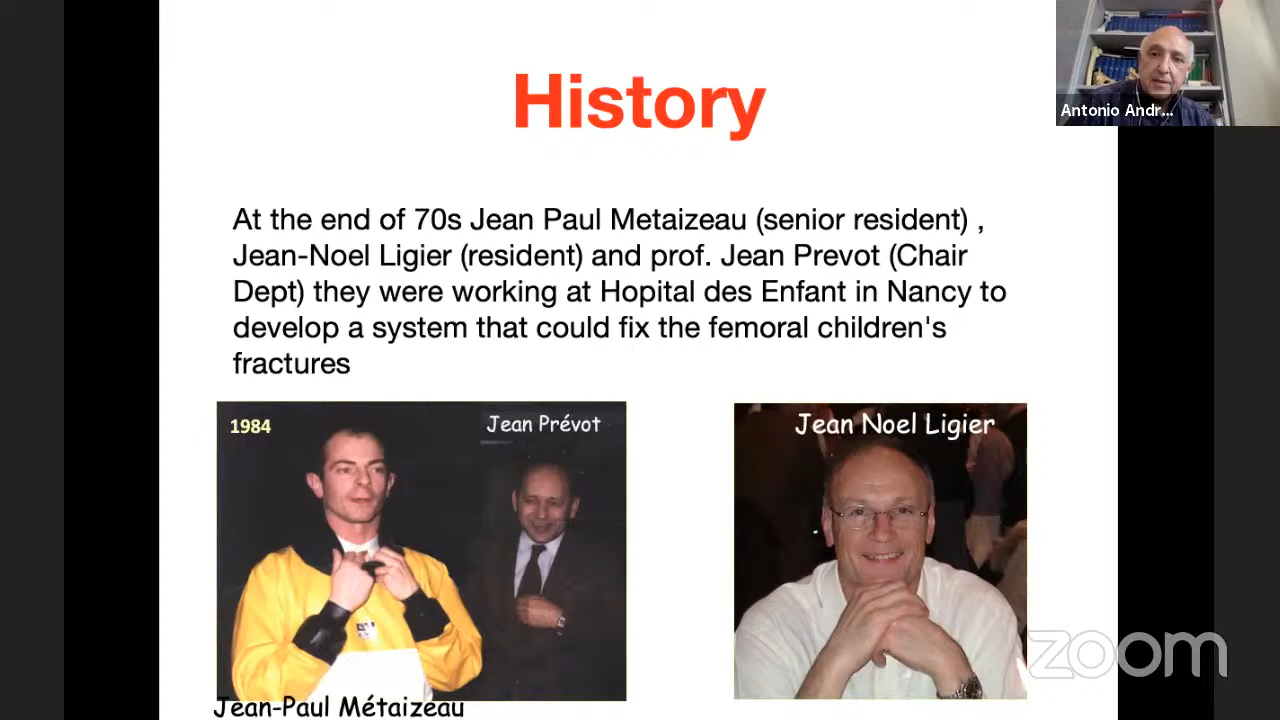 History
Antonio Andr...
At the end of 70s Jean Paul Metaizeau (senior resident) ,
Jean-Noel Ligier (resident) and prof. Jean Prevot (Chair
Dept) they were working at Hopital des Enfant in Nancy to
develop a system that could fix the femoral children's
fractures
1984
Jean Prévot
Jean Noel Ligier
Jean-Paul Métaizeau
zoom